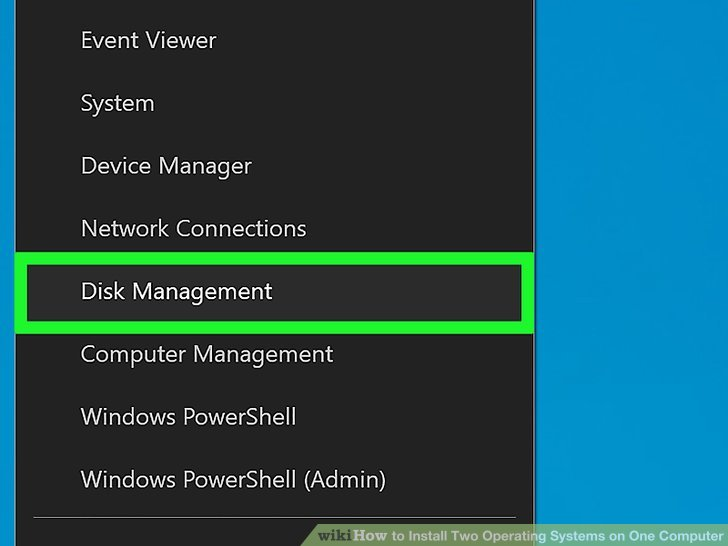 Event Viewer
System
Device Manager
Network Connections
Disk Management
Computer Management
Windows PowerShell
Windows PowerShell (Admin)
wikiHow to Install Two Operating Systems on One Computer